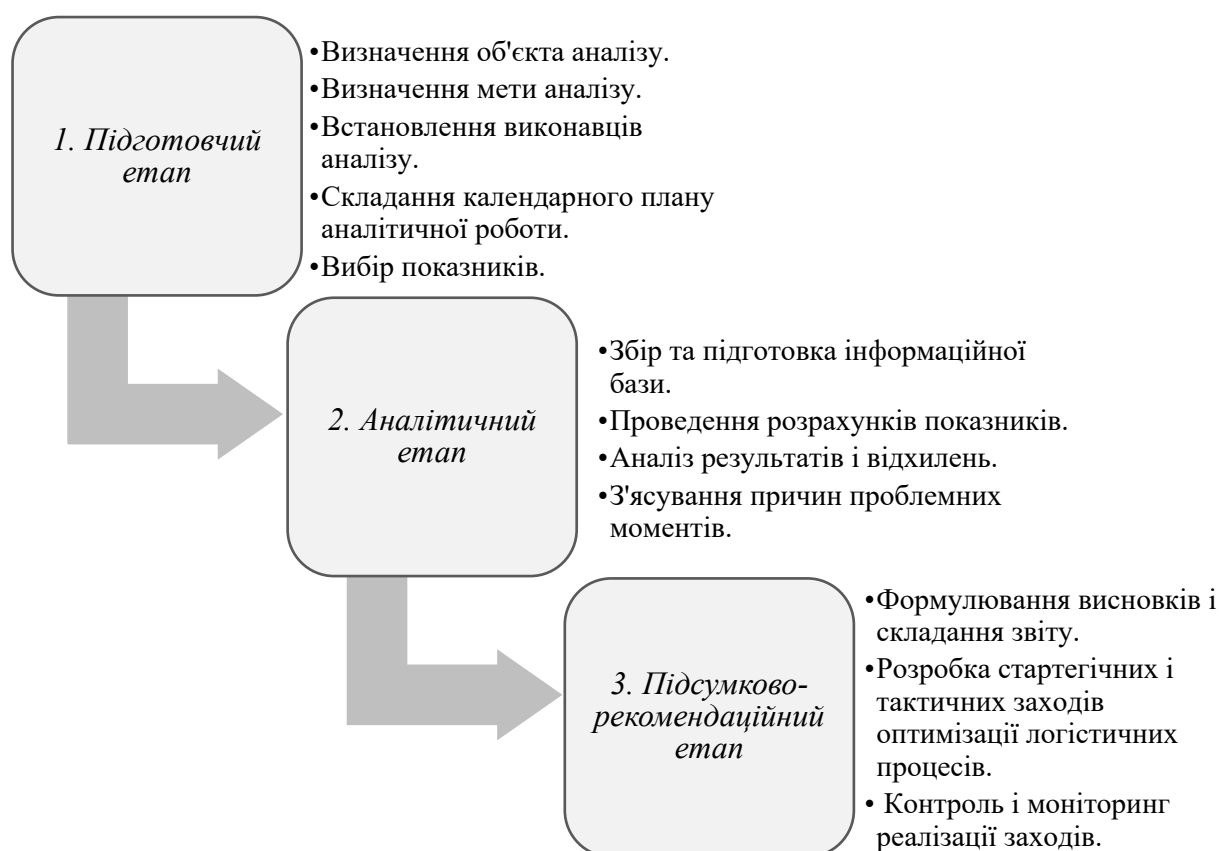 1. Підготовчий
етап
•Визначення об'єкта аналізу.
•Визначення мети аналізу.
•Встановлення виконавців
аналізу.
•Складання календарного плану
аналітичної роботи.
•Вибір показників.
2. Аналітичний
етап
•Збір та підготовка інформаційної
бази.
•Проведення розрахунків показників.
•Аналіз результатів і відхилень.
•З'ясування причин проблемних
моментів.
3. Підсумково-
рекомендаційний
етап
•Формулювання висновків і
складання звіту.
•Розробка стартегічних і
тактичних заходів
оптимізації логістичних
процесів.
• Контроль і моніторинг
реалізації заходів.